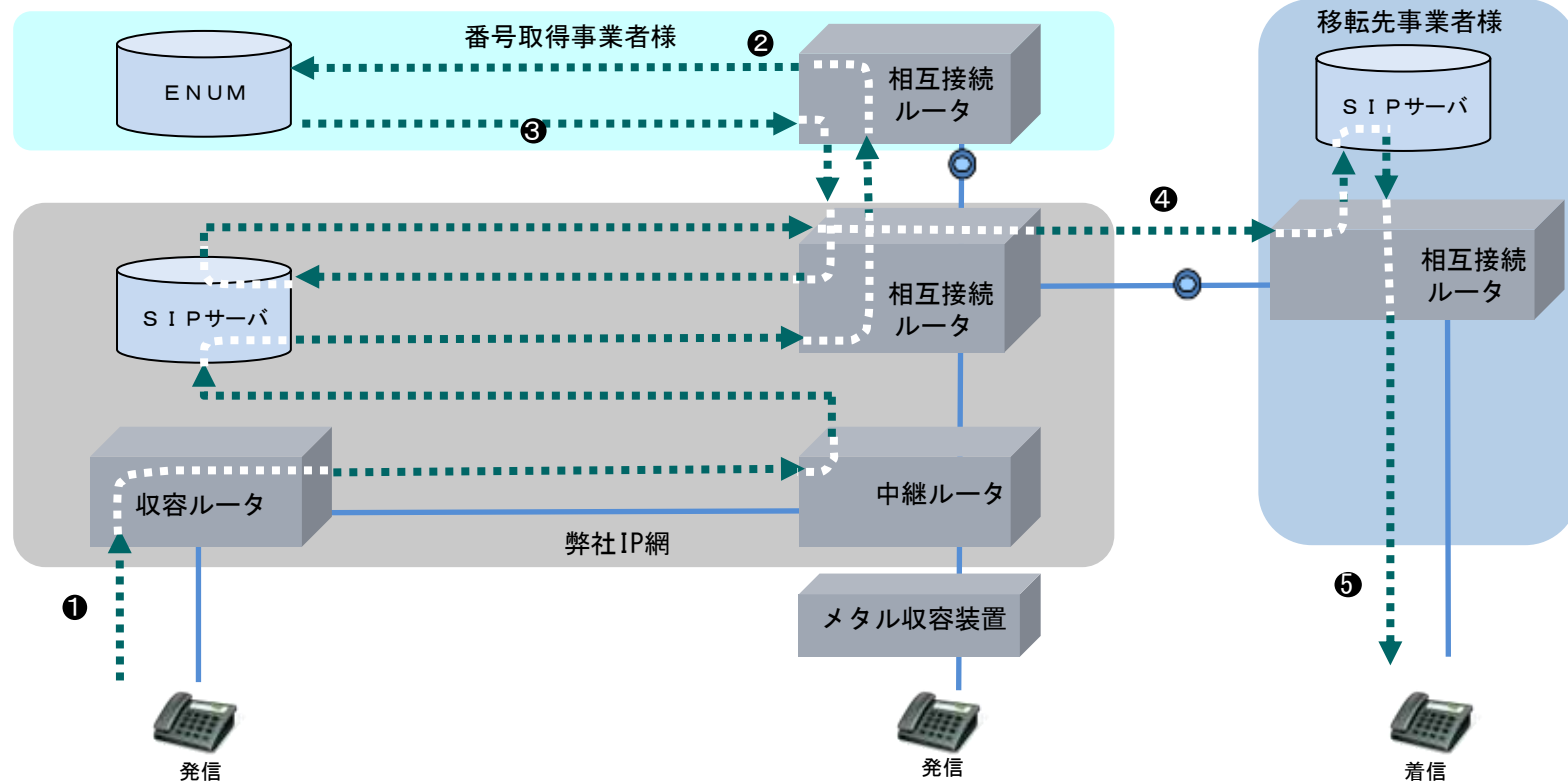 番号取得事業者様
❷
ENUM
❸
相互接続
ルータ
移転先事業者様
SIPサーバ
❹
相互接続
ルータ
SIPサーバ
相互接続
ルータ
収容ルータ
中継ルータ
弊社IP網
❶
メタル収容装置
❺
発信
発信
着信